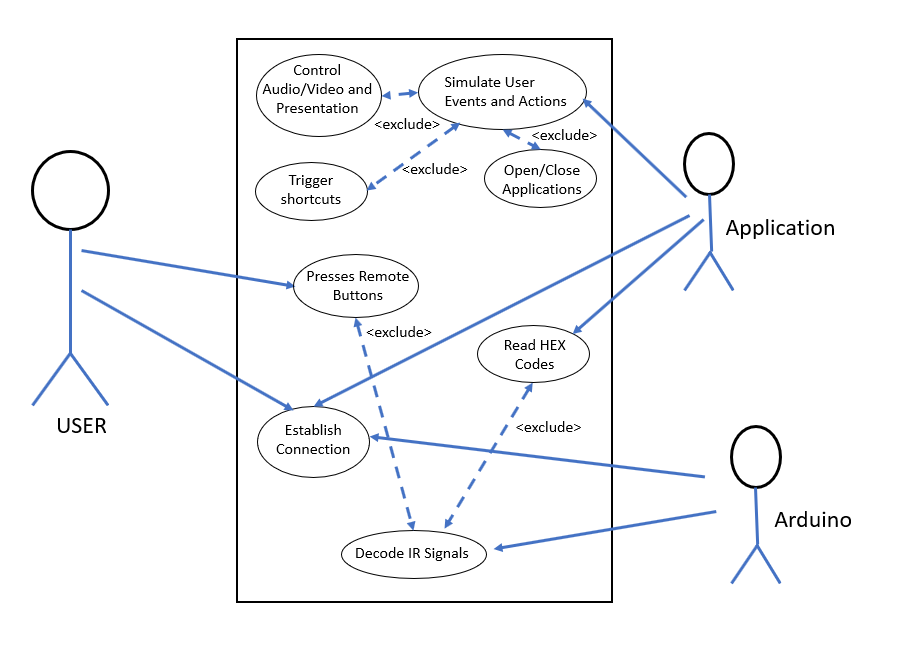 Control
Audio/Video and
Presentation
Simulate User
Events and Actions
<exclude>
<exclude>
<exclude>
Trigger
shortcuts
Open/Close
Applications
Application
Presses Remote
Buttons
<exclude>
Read HEX
Codes
USER
Establish
Connection
<exclude>
Arduino
Decode IR Signals